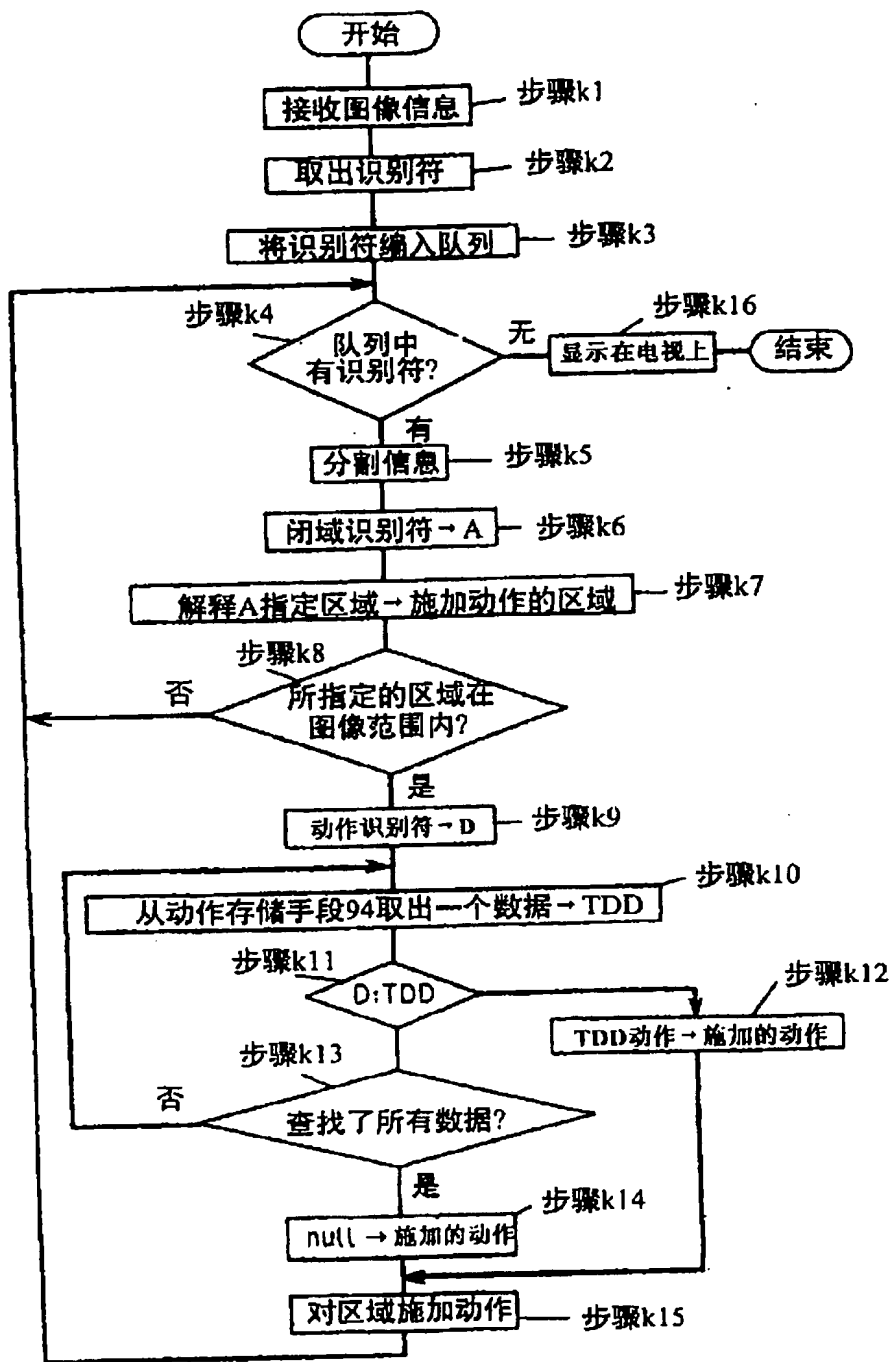 开始
接收图像信息
步骤k1
取出识别符
步骤k2
将识别符编入队列
步骤k3
步骤k4
队列中
有识别符?
无
步骤k16
显示在电视上
结束
有
分割信息
步骤k5
闭域识别符→A
步骤k6
解释A指定区域→施加动作的区域
步骤k7
步骤k8
否
所指定的区域在
图像范围内?
是
动作识别符→D
步骤k9
步骤k10
从动作存储手段94取出一个数据→TDD
步骤k11
D:TDD
步骤k12
TDD动作→施加的动作
步骤k13
否
查找了所有数据?
是
步骤k14
null→施加的动作
对区域施加动作
步骤k15